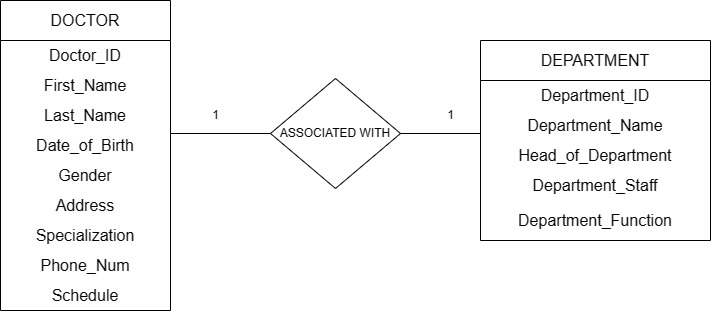 DOCTOR
Doctor_ID
First_Name
Last_Name
Date_of_Birth
Gender
Address
Specialization
Phone_Num
Schedule
1
ASSOCIATED WITH
1
DEPARTMENT
Department_ID
Department_Name
Head_of_Department
Department_Staff
Department_Function